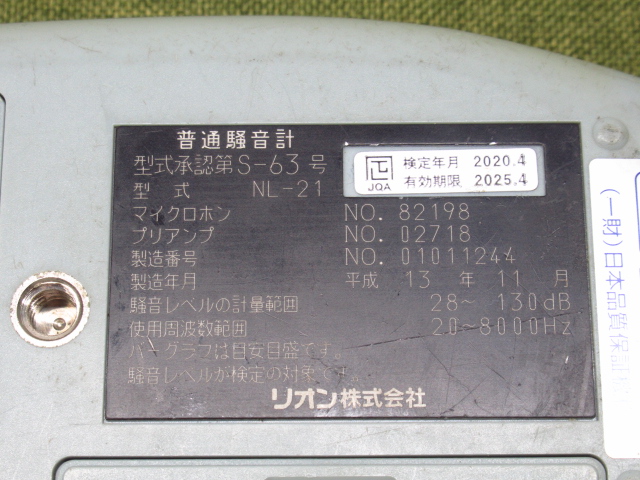 普通騒音計
型式承認第S-63号
型式 NL-21
正 JQA
検定年月 2020.4
有効期限 2025.4
マイクロホン NO. 82198
プリアンプ NO. 02718
製造番号 NO. 01011244
製造年月 平成 13 年 11 月
騒音レベルの計量範囲 28～ 130dB
使用周波数範囲 20～8000Hz
バーグラフは目安目盛です。
騒音レベルが検定の対象です。
リオン株式会社
(一財)日本品質保